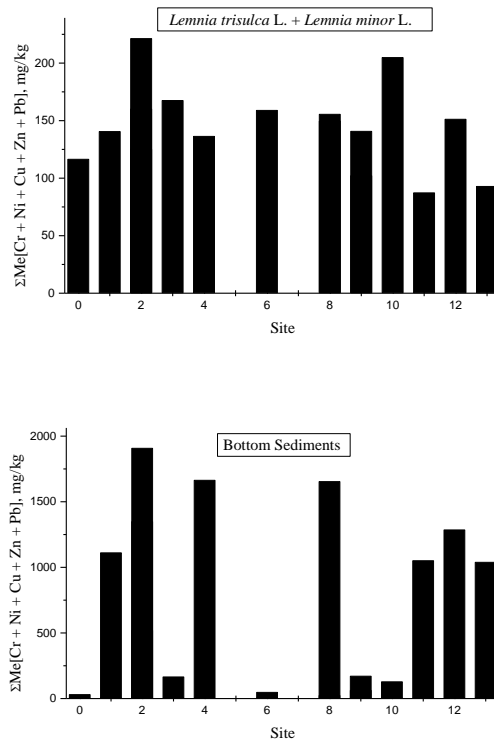 Lemnia trisulca L. + Lemnia minor L.
ΣMe[Cr + Ni + Cu + Zn + Pb], mg/kg
200
150
100
50
0
0 2 4 6 8 10 12
Site
Bottom Sediments
ΣMe[Cr + Ni + Cu + Zn + Pb], mg/kg
2000
1500
1000
500
0
0 2 4 6 8 10 12
Site